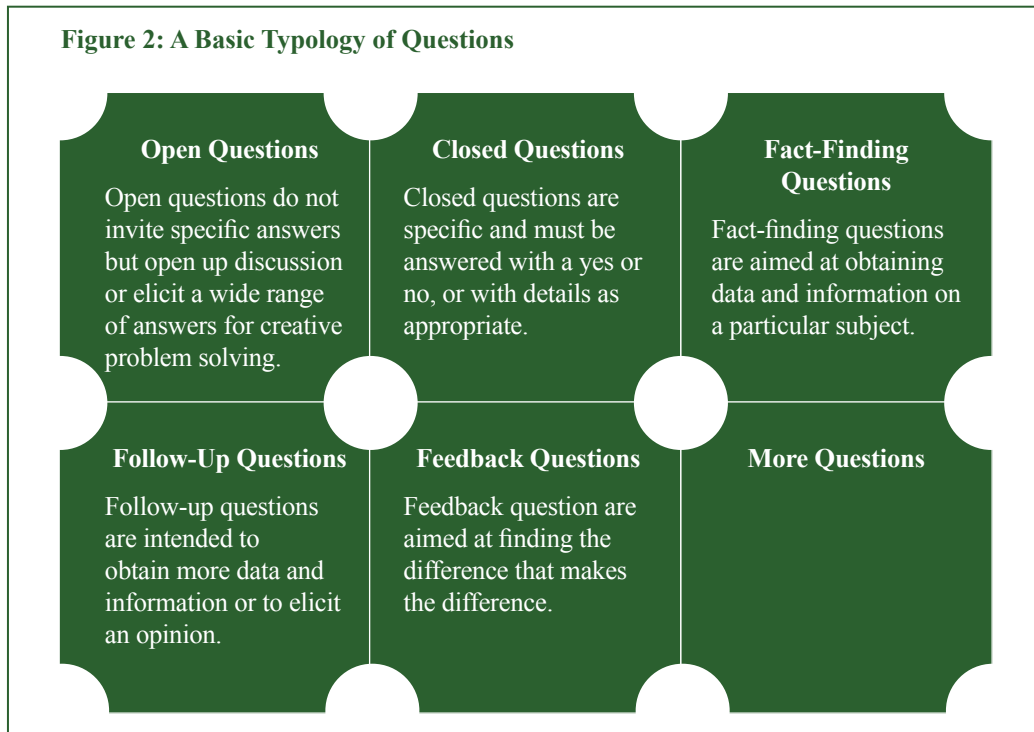 Figure 2: A Basic Typology of Questions
Open Questions
Open questions do not
invite specific answers
but open up discussion
or elicit a wide range
of answers for creative
problem solving.
Closed Questions
Closed questions are
specific and must be
answered with a yes or
no, or with details as
appropriate.
Fact-Finding
Questions
Fact-finding questions
are aimed at obtaining
data and information on
a particular subject.
Follow-Up Questions
Follow-up questions
are intended to
obtain more data and
information or to elicit
an opinion.
Feedback Questions
Feedback question are
aimed at finding the
difference that makes
the difference.
More Questions